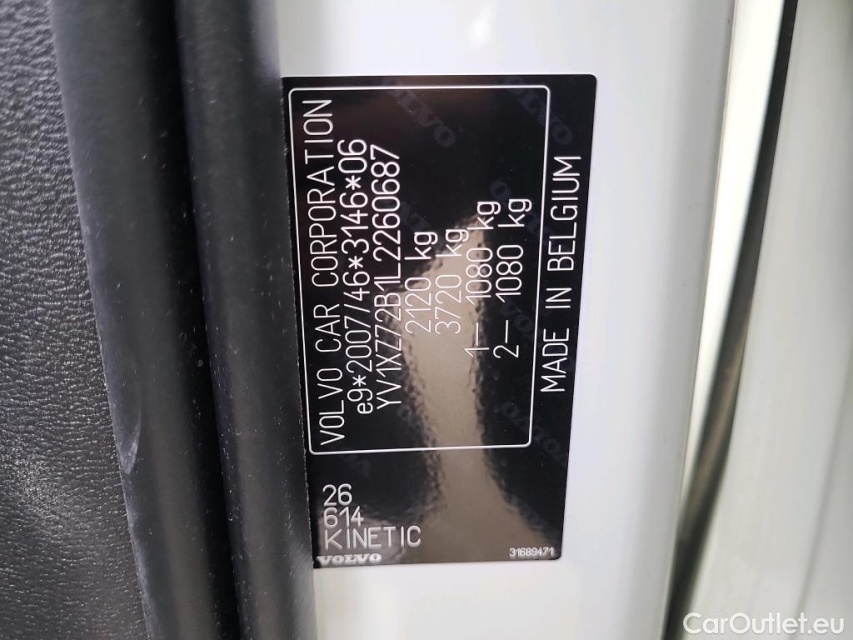 VOLVO CAR CORPORATION
e9*2007/46*3146*06
YV1XZ72B1L2260687
2120 kg
3720 kg
1— 1080 kg
2— 1080 kg
MADE IN BELGIUM
26
614
KINETIC
VOLVO
31689471
CarOutlet.eu